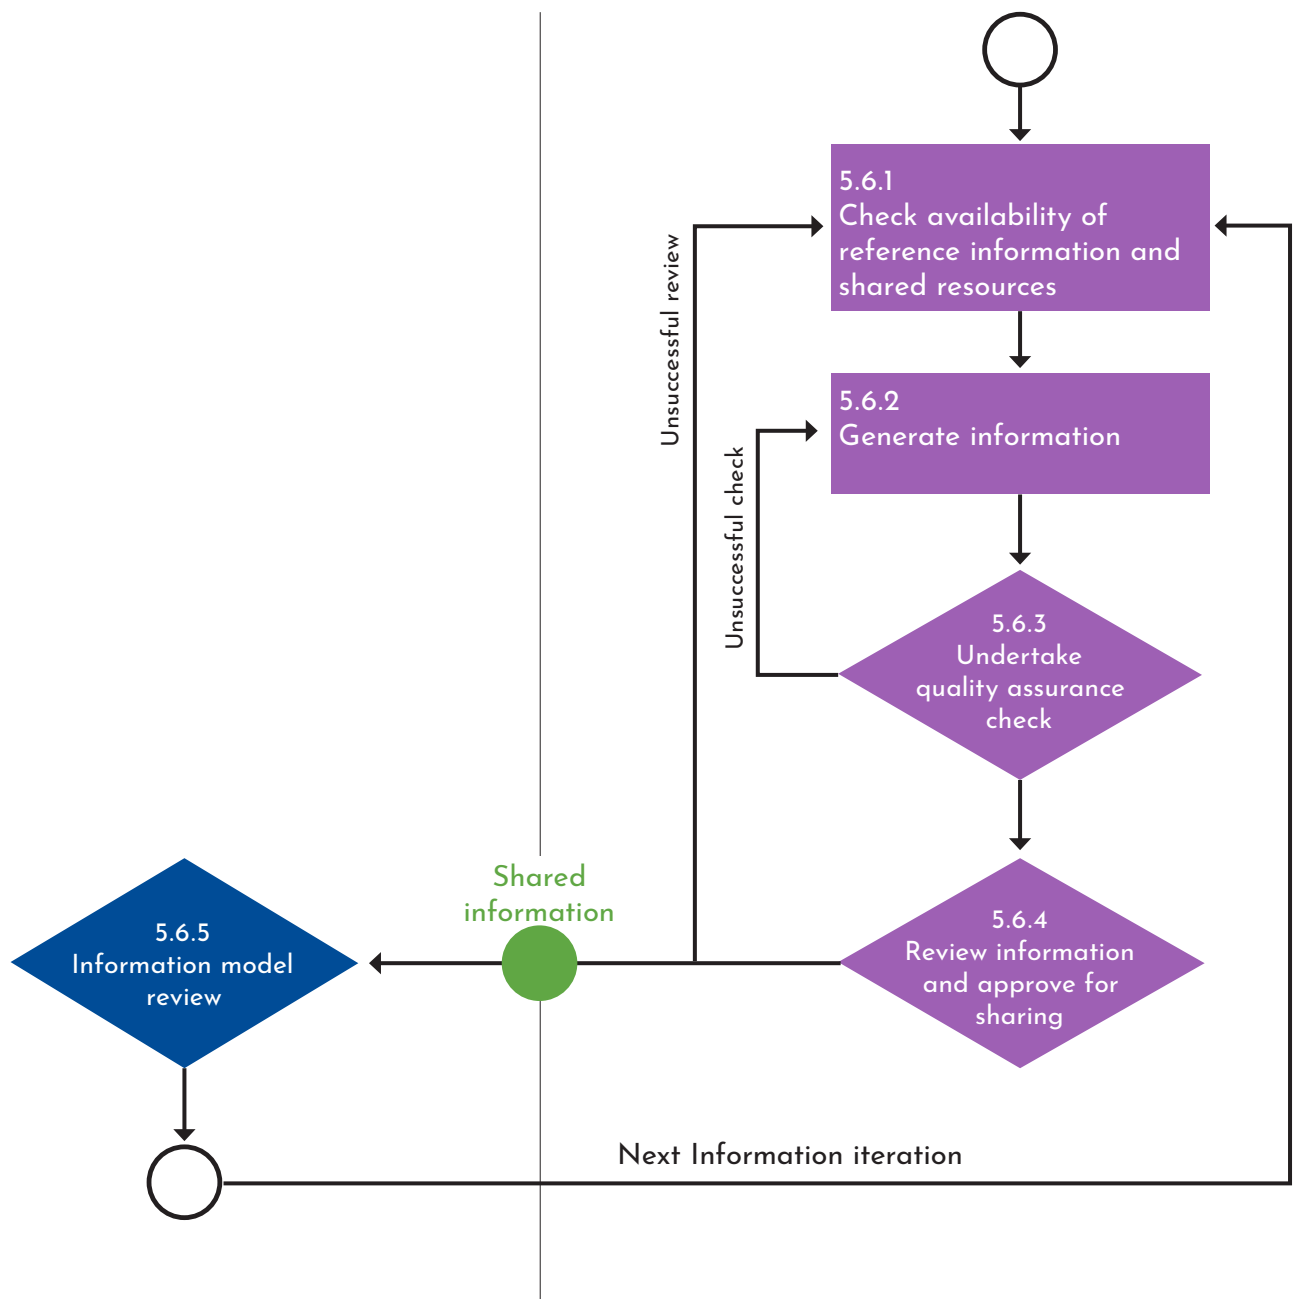 5.6.1
Check availability of
reference information and
shared resources
Unsuccessful review
5.6.2
Generate information
Unsuccessful check
5.6.3
Undertake
quality assurance
check
Shared
information
5.6.4
Review information
and approve for
sharing
5.6.5
Information model
review
Next Information iteration